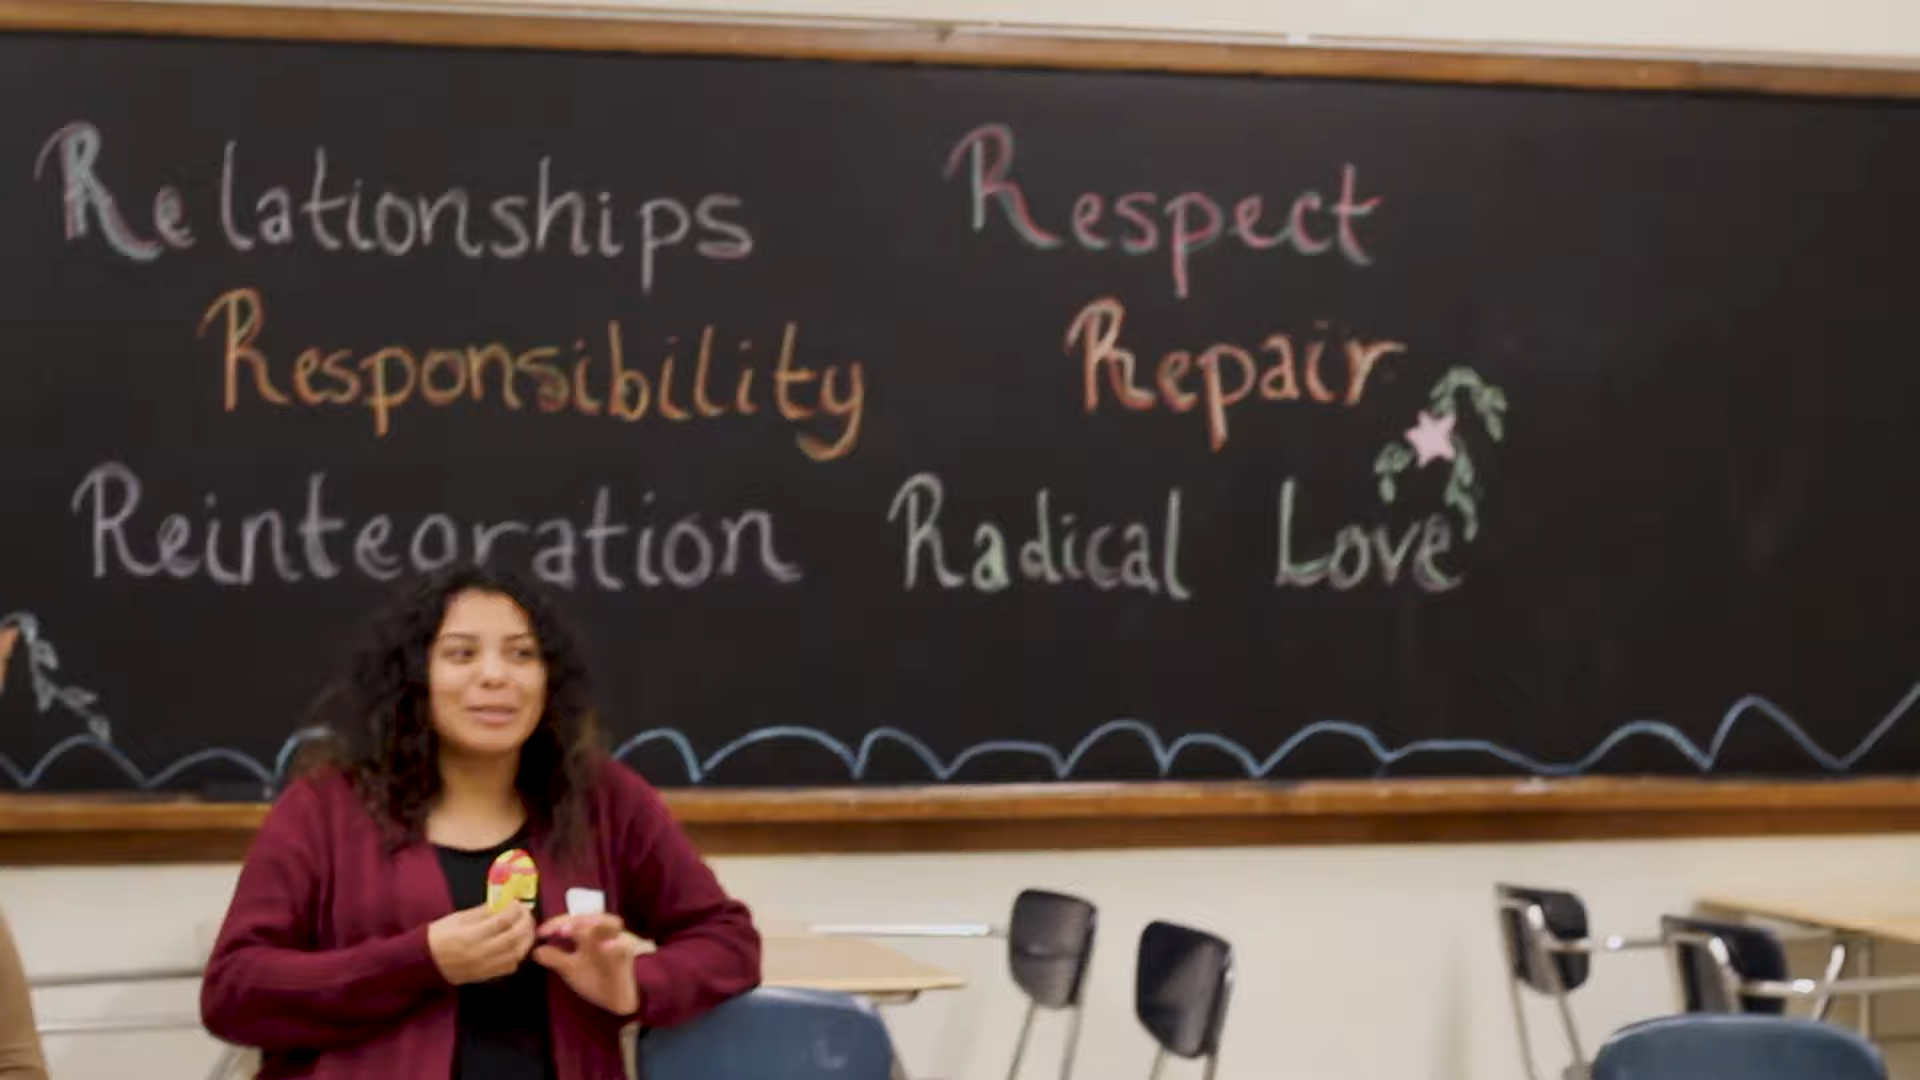 Relationships Respect
Responsibility Repair
Reintegration Radical Love